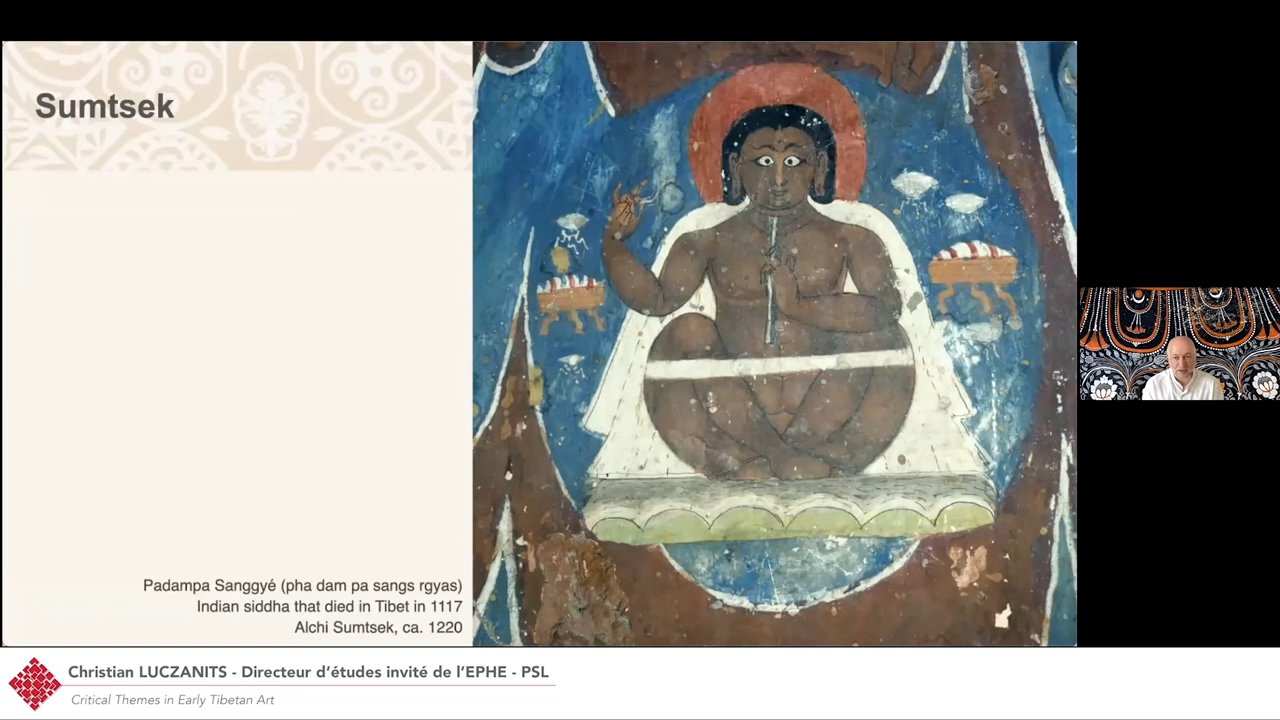 Sumtsek
Padampa Sanggyé (pha dam pa sangs rgyas)
Indian siddha that died in Tibet in 1117
Alchi Sumtsek, ca. 1220
Christian LUCZANITS - Directeur d’études invité de l’EPHE - PSL
Critical Themes in Early Tibetan Art